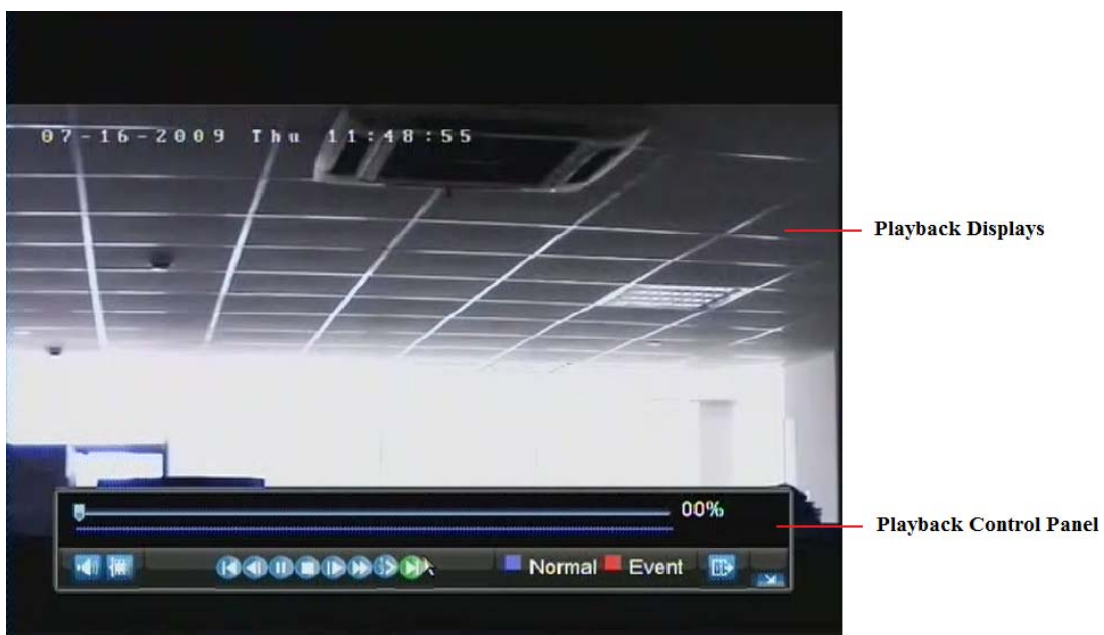 07-16-2009 Thu 11:48:55
Playback Displays
00%
Playback Control Panel
Normal Event